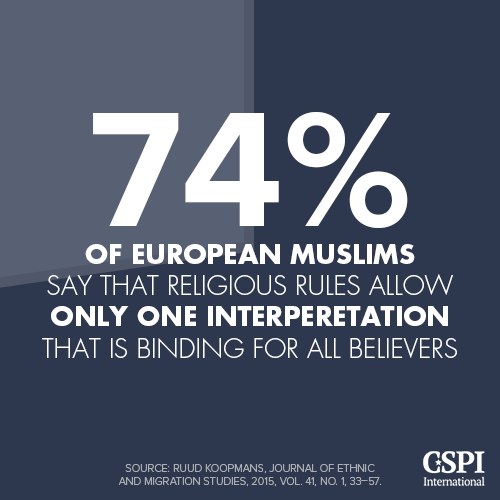 74%
OF EUROPEAN MUSLIMS
SAY THAT RELIGIOUS RULES ALLOW
ONLY ONE INTERPERETATION
THAT IS BINDING FOR ALL BELIEVERS
SOURCE: RUUD KOOPMANS, JOURNAL OF ETHNIC
AND MIGRATION STUDIES, 2015, VOL. 41, NO. 1, 33–57.
CSPI
International